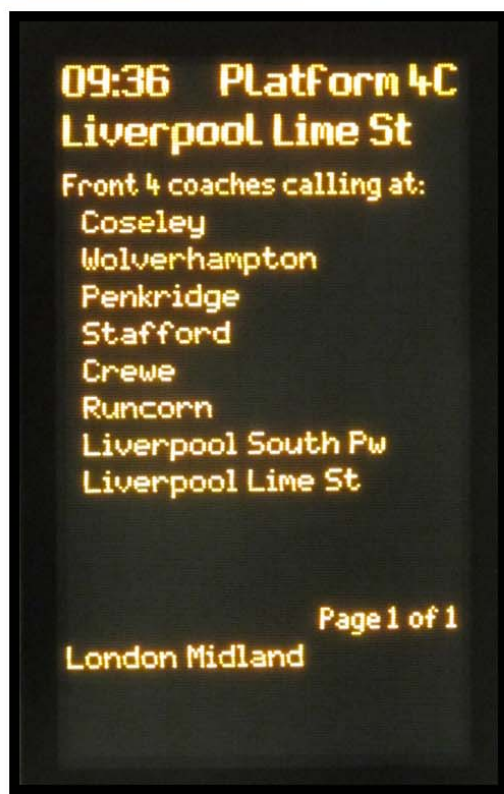 09:36 Platform 4C
Liverpool Lime St
Front 4 coaches calling at:
Coseley
Wolverhampton
Penkridge
Stafford
Crewe
Runcorn
Liverpool South Pw
Liverpool Lime St
Page 1 of 1
London Midland